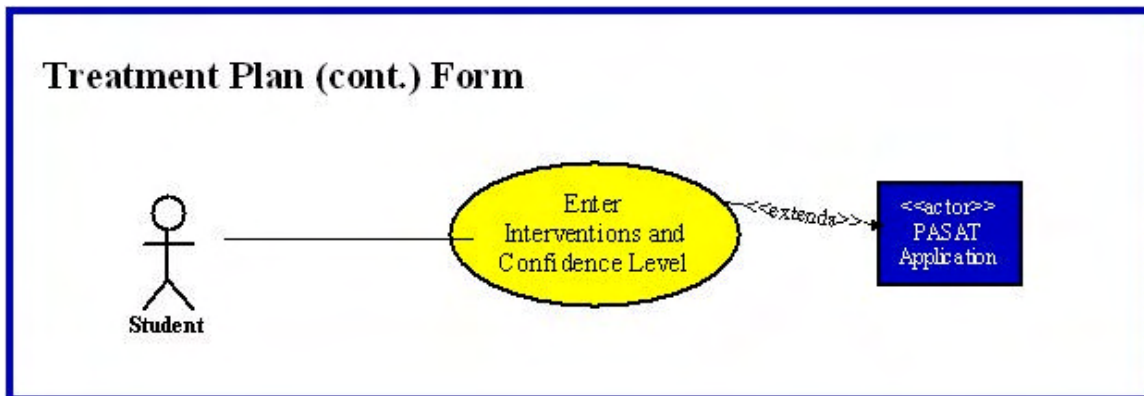 Treatment Plan (cont.) Form
Enter
Interventions and
Confidence Level
<<extends>>
<<actor>>
PASAT
Application
Student